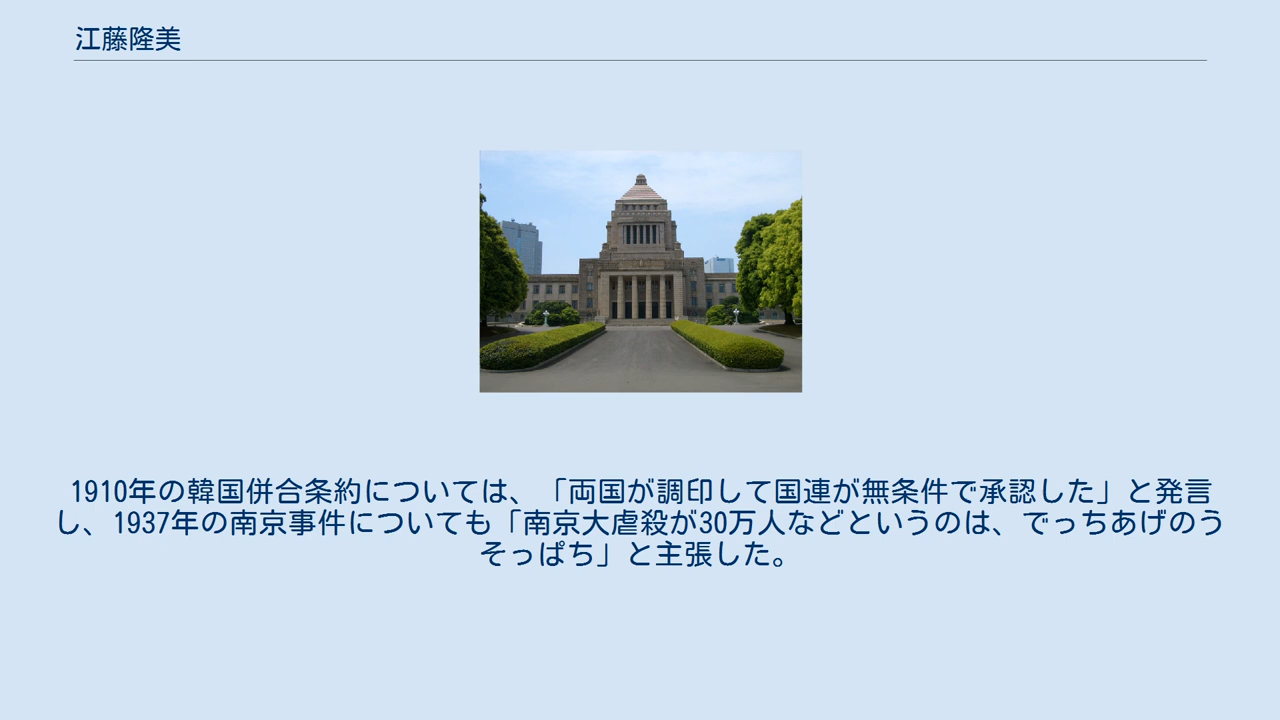 江藤隆美
1910年の韓国併合条約については、「両国が調印して国連が無条件で承認した」と発言
し、1937年の南京事件についても「南京大虐殺が30万人などというのは、でっちあげのう
そっぱち」と主張した。